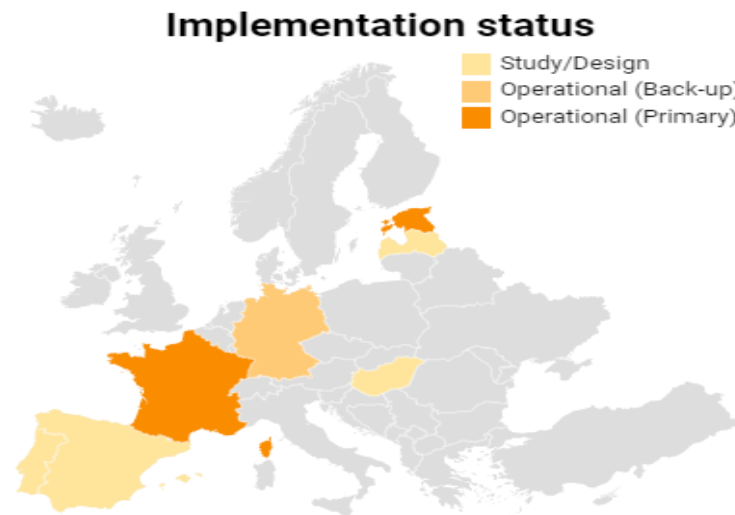 Implementation status
Study/Design
Operational (Back-up)
Operational (Primary)